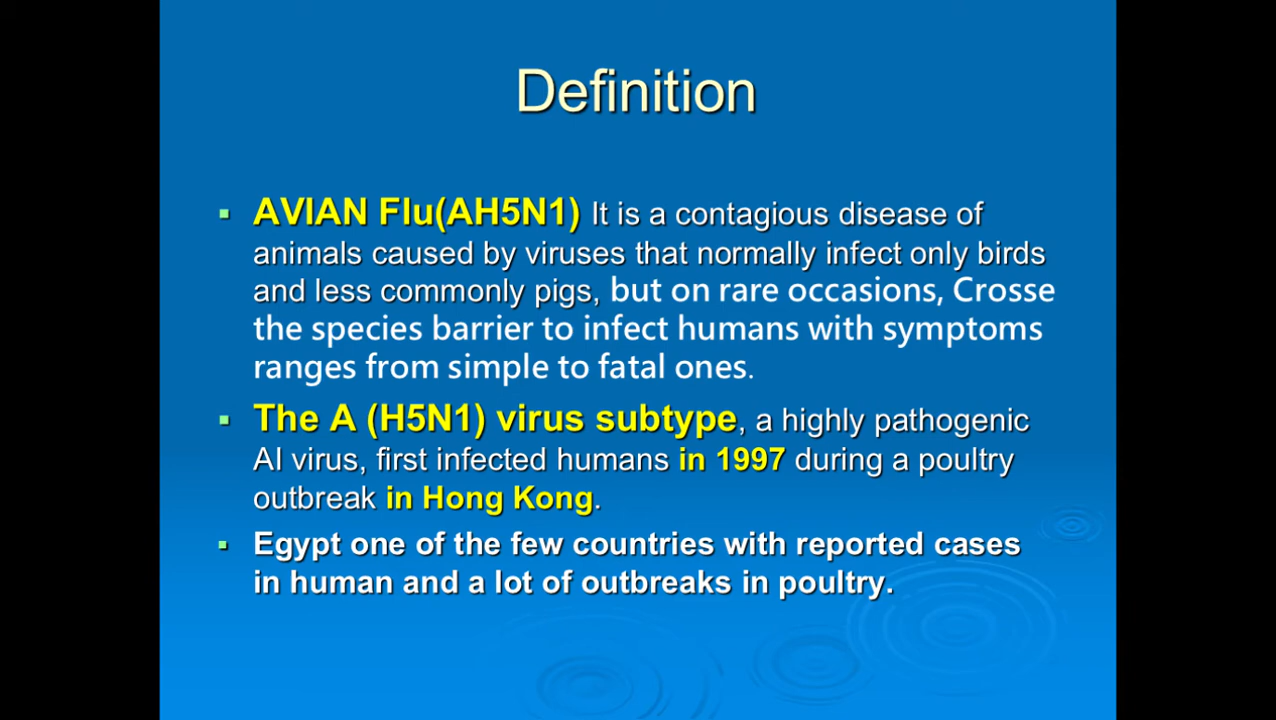 Definition
▪ AVIAN Flu(AH5N1) It is a contagious disease of
animals caused by viruses that normally infect only birds
and less commonly pigs, but on rare occasions, Crosse
the species barrier to infect humans with symptoms
ranges from simple to fatal ones.
▪ The A (H5N1) virus subtype, a highly pathogenic
AI virus, first infected humans in 1997 during a poultry
outbreak in Hong Kong.
▪ Egypt one of the few countries with reported cases
in human and a lot of outbreaks in poultry.